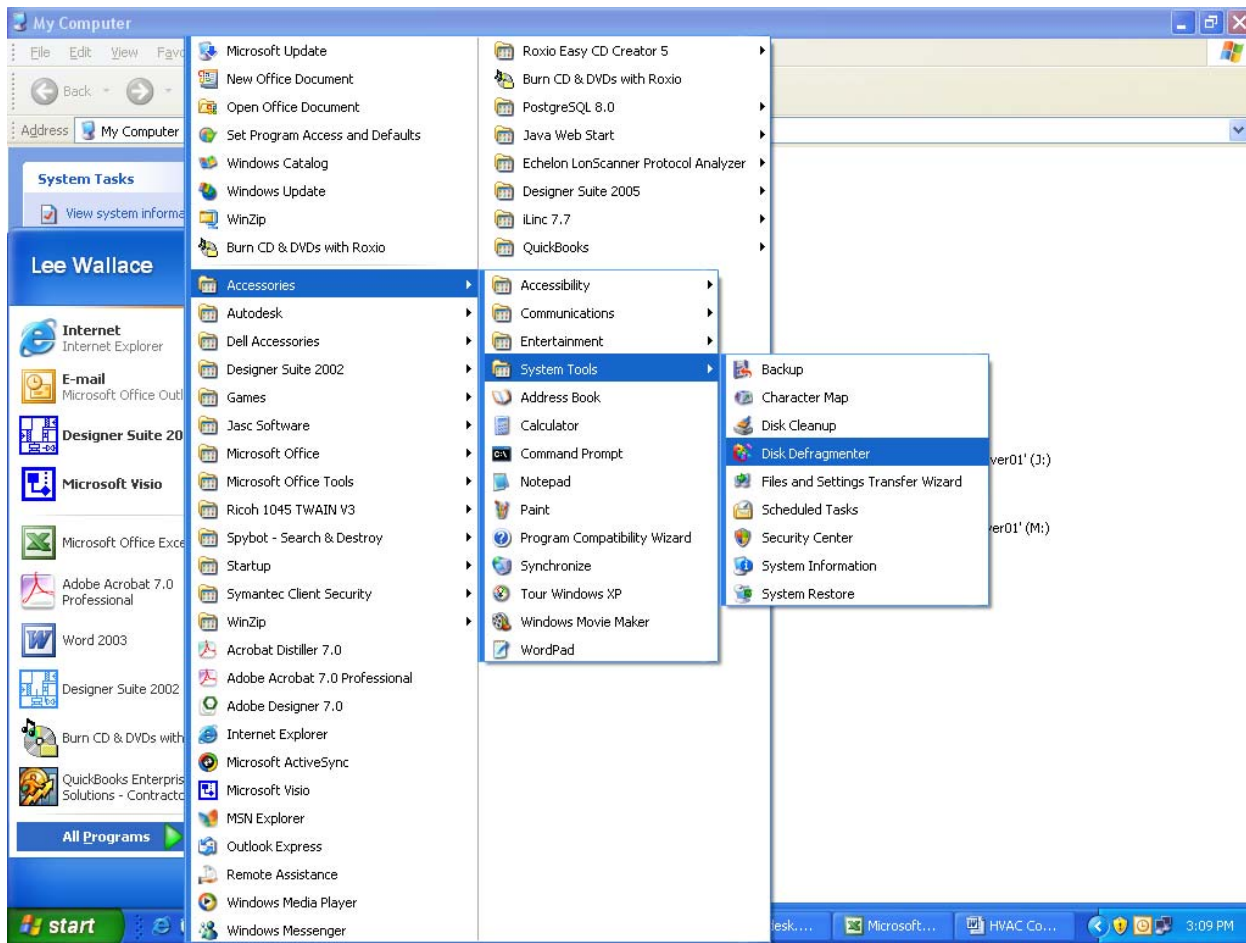 My Computer
File Edit View
Back
Address My Computer
System Tasks
View system
Lee Wallace
Internet
Internet Explorer
E-mail
Microsoft Office
Designer Suite
Microsoft Visio
Microsoft Office
Adobe Acrobat 7.0
Professional
Word 2003
Designer Suite 2002
Burn CD & DVDs with
QuickBooks
Solutions -
All Programs
Microsoft Update
New Office Document
Open Office Document
Set Program Access and Defaults
Windows Catalog
Windows Update
WinZip
Burn CD & DVDs with Roxio
Accessories
Autodesk
Dell Accessories
Designer Suite 2002
Games
Jasc Software
Microsoft Office
Microsoft Office Tools
Ricoh 1045 TWAIN V3
Spybot - Search & Destroy
Startup
Symantec Client Security
WinZip
Acrobat Distiller 7.0
Adobe Acrobat 7.0 Professional
Adobe Designer 7.0
Internet Explorer
Microsoft ActiveSync
Microsoft Visio
MSN Explorer
Outlook Express
Remote Assistance
Windows Media Player
Windows Messenger
Roxio Easy CD Creator 5
Burn CD & DVDs with Roxio
PostgreSQL 8.0
Java Web Start
Echelon LonScanner Protocol Analyzer
Designer Suite 2005
iLinc 7.7
QuickBooks
Accessibility
Communications
Entertainment
System Tools
Address Book
Calculator
Command Prompt
Notepad
Paint
Program Compatibility Wizard
Synchronize
Tour Windows XP
Windows Movie Maker
WordPad
Backup
Character Map
Disk Cleanup
Disk Defragmenter
Files and Settings Transfer Wizard
Scheduled Tasks
Security Center
System Information
System Restore
ver01' (J:)
ver01' (M:)
start
desk....
Microsoft...
HVAC Co...
3:09 PM